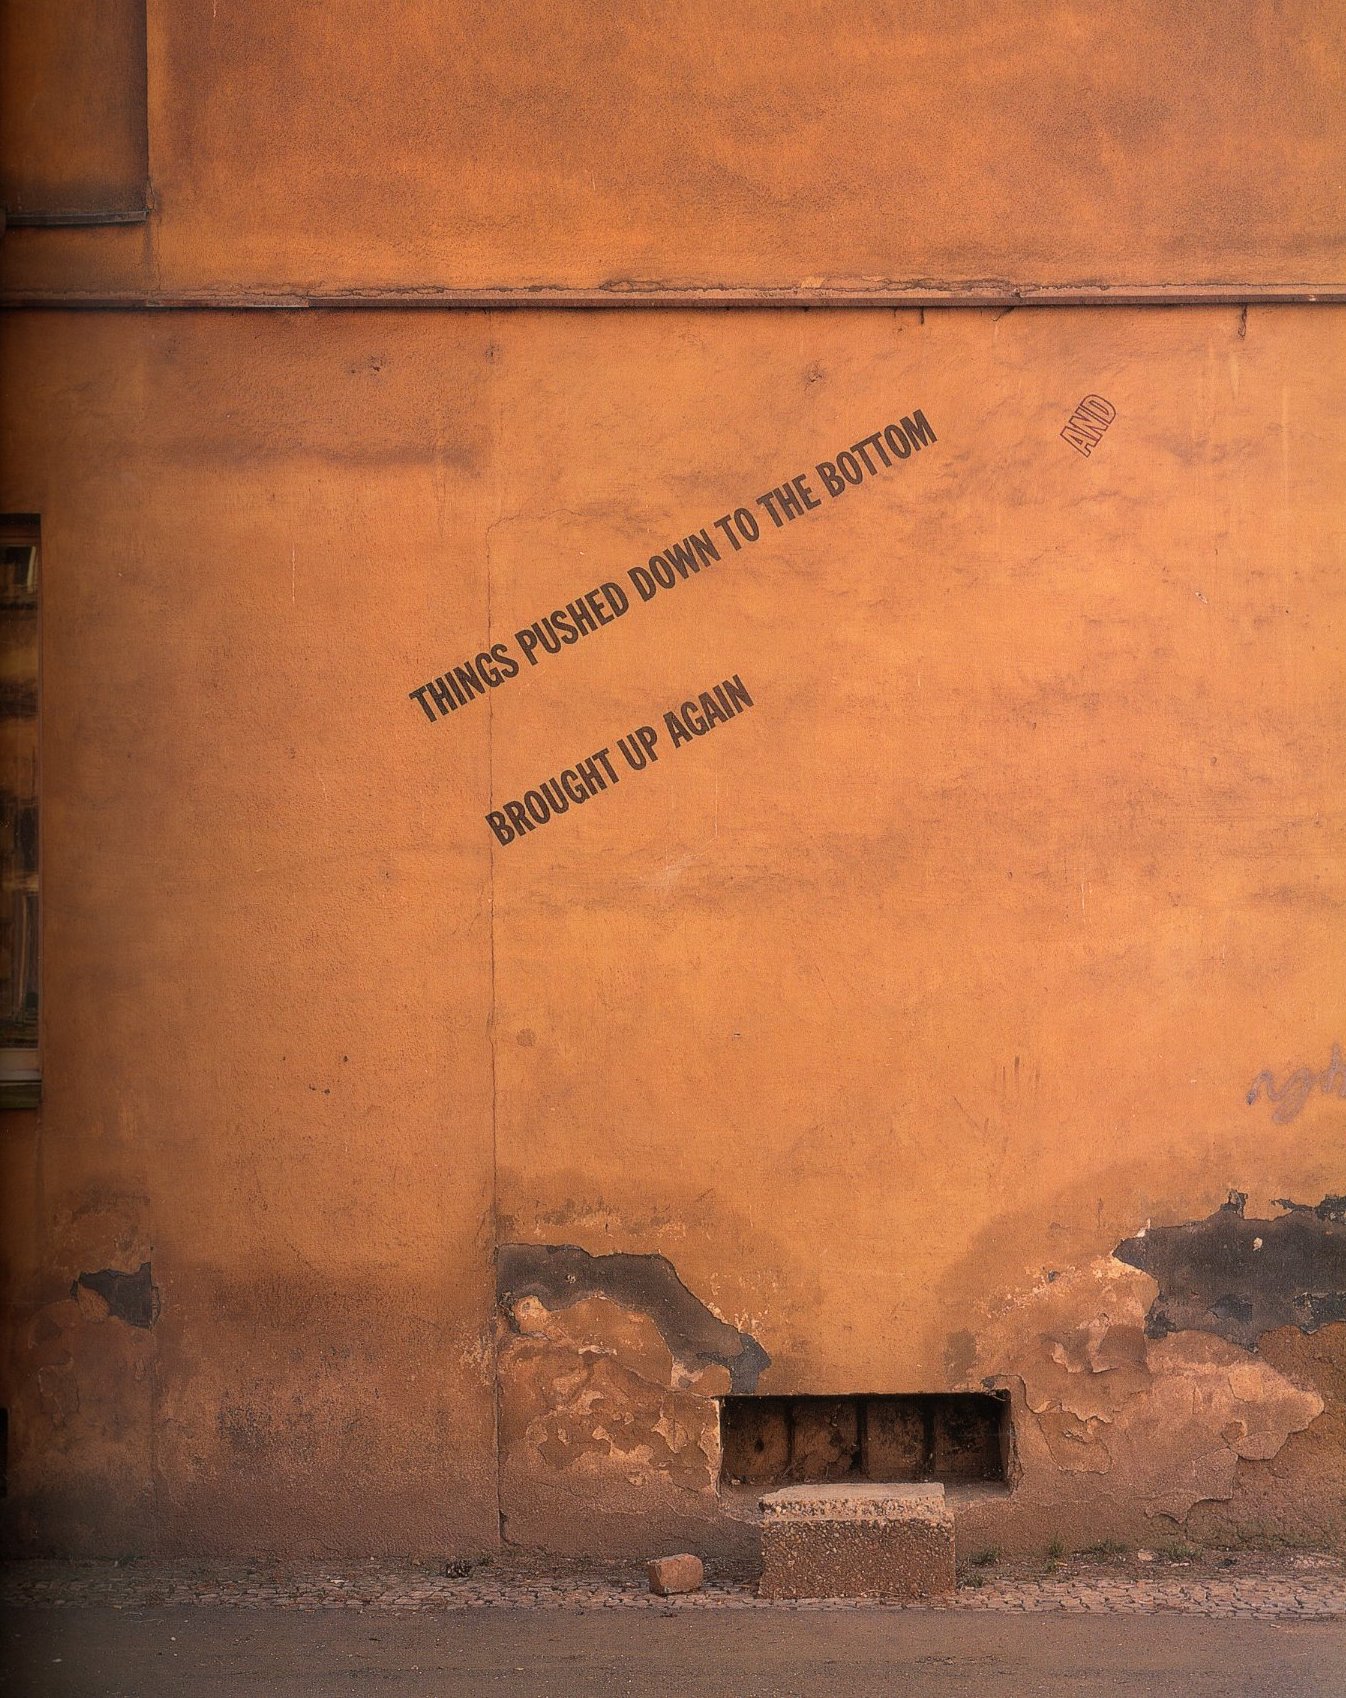 THINGS PUSHED DOWN TO THE BOTTOM
AND
BROUGHT UP AGAIN